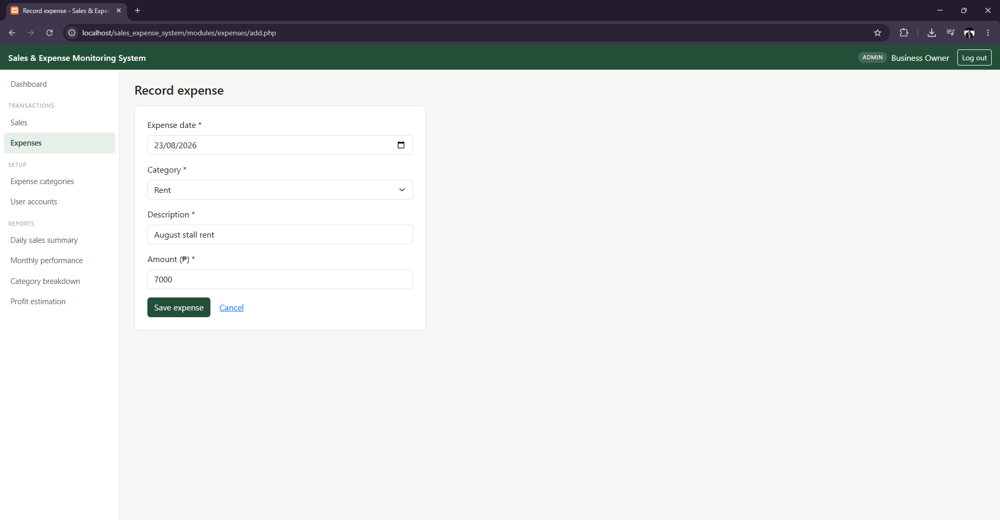 Record expense - Sales & Exper
localhost/sales_expense_system/modules/expenses/add.php
Sales & Expense Monitoring System
ADMIN Business Owner Log out
Dashboard
TRANSACTIONS
Sales
Expenses
SETUP
Expense categories
User accounts
REPORTS
Daily sales summary
Monthly performance
Category breakdown
Profit estimation
Record expense
Expense date *
23/08/2026
Category *
Rent
Description *
August stall rent
Amount (₱) *
7000
Save expense Cancel